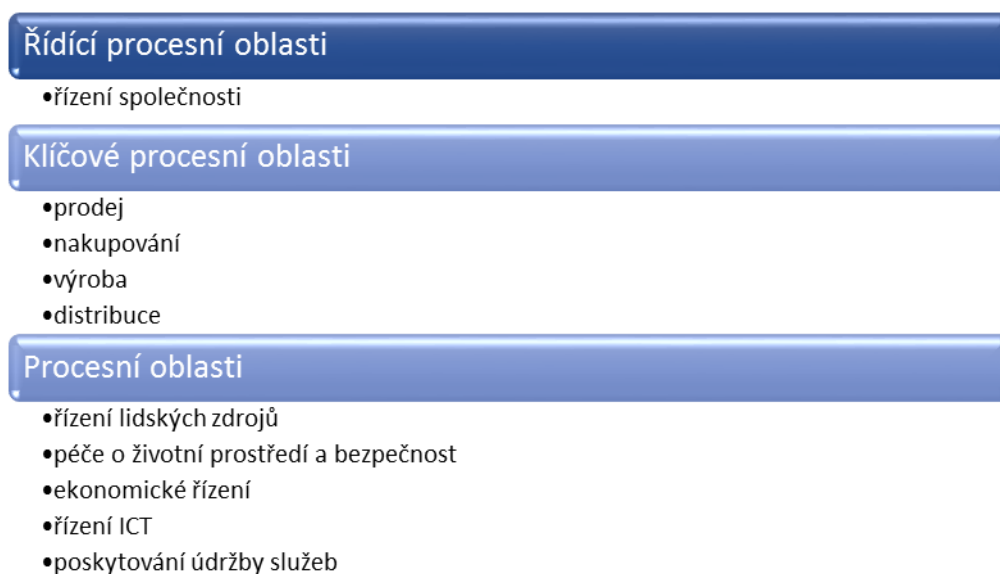 Řídící procesní oblasti
•řízení společnosti
Klíčové procesní oblasti
•prodej
•nakupování
•výroba
•distribuce
Procesní oblasti
•řízení lidských zdrojů
•péče o životní prostředí a bezpečnost
•ekonomické řízení
•řízení ICT
•poskytování údržby služeb